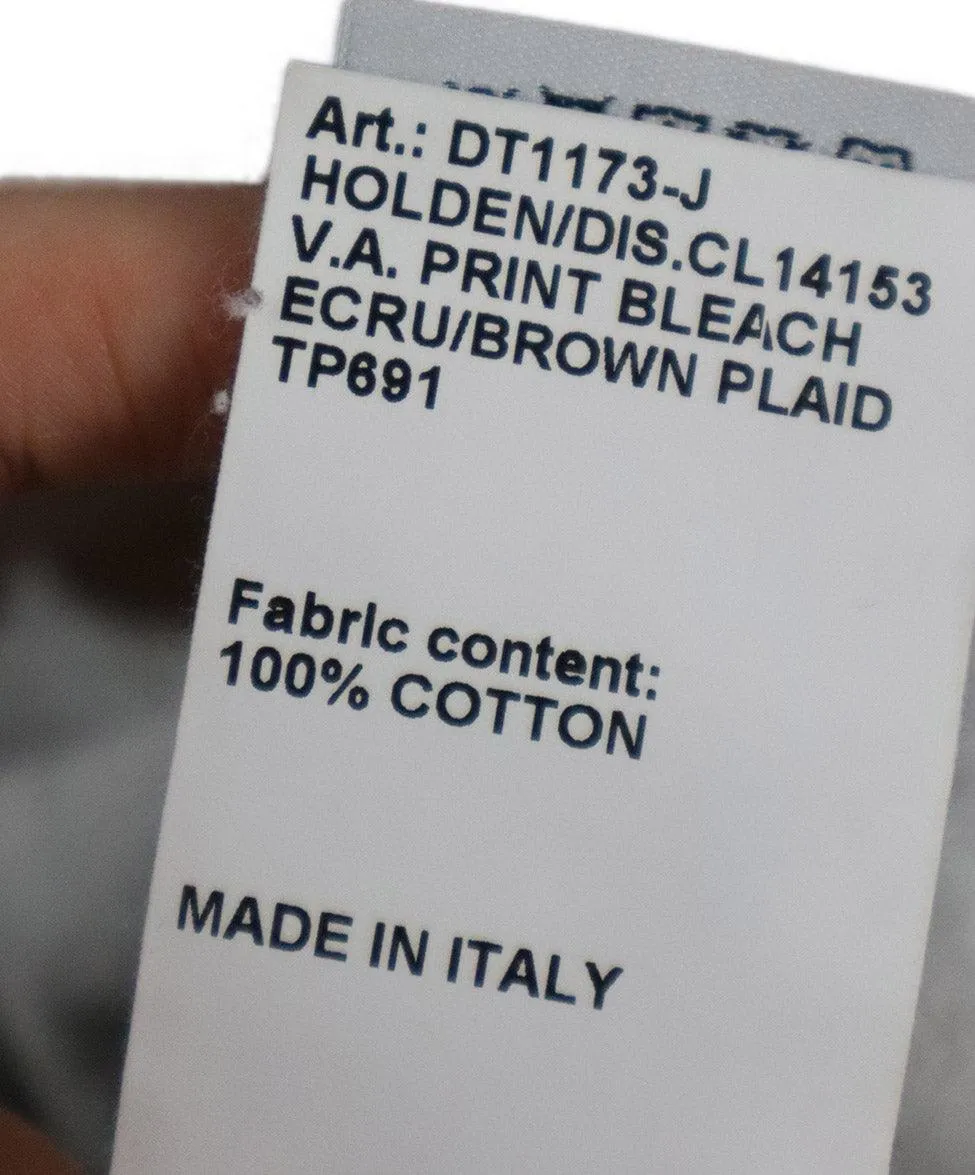 Art.: DT1173-J
HOLDEN/DIS.CL14153
V.A. PRINT BLEACH
ECRU/BROWN PLAID
TP691
Fabric content:
100% COTTON
MADE IN ITALY